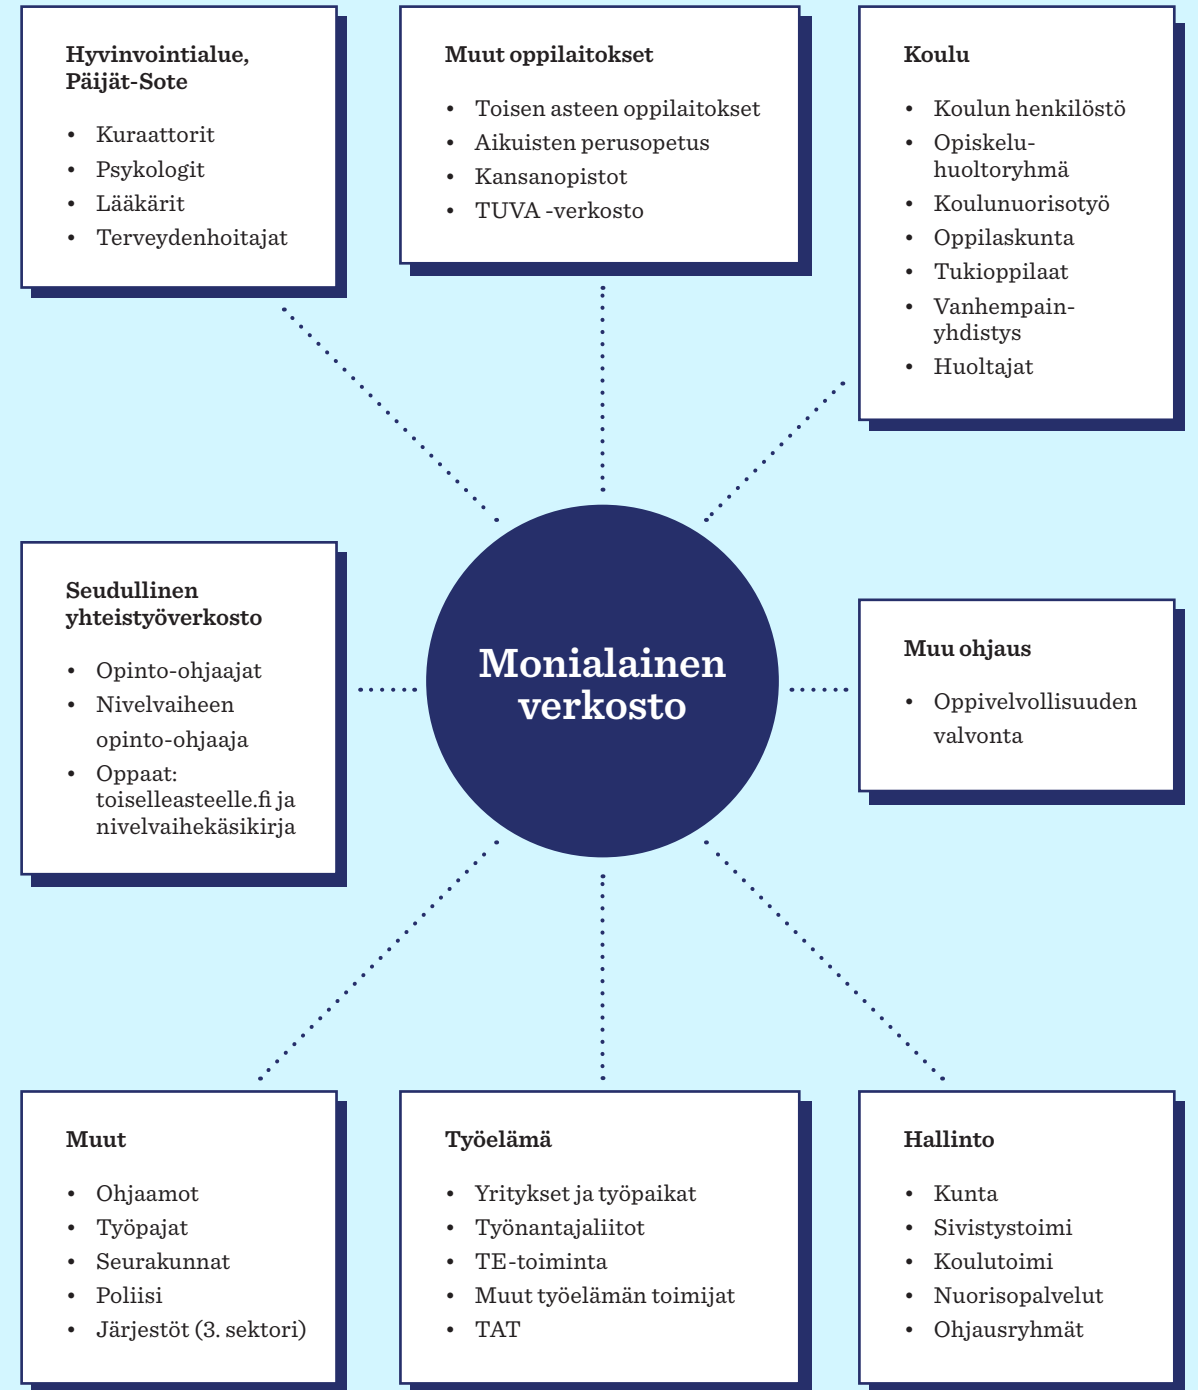 Hyvinvointialue,
Päijät-Sote
• Kuraattorit
• Psykologit
• Lääkärit
• Terveydenhoitajat
Muut oppilaitokset
• Toisen asteen oppilaitokset
• Aikuisten perusopetus
• Kansanopistot
• TUVA -verkosto
Koulu
• Koulun henkilöstö
• Opiskelu-
huoltoryhmä
• Koulunuorisotyö
• Oppilaskunta
• Tukioppilaat
• Vanhempain-
yhdistys
• Huoltajat
Seudullinen
yhteistyöverkosto
• Opinto-ohjaajat
• Nivelvaiheen
opinto-ohjaaja
• Oppaat:
toiselleasteelle.fi ja
nivelvaihekäsikirja
Monialainen
verkosto
Muu ohjaus
• Oppivelvollisuuden
valvonta
Muut
• Ohjaamot
• Työpajat
• Seurakunnat
• Poliisi
• Järjestöt (3. sektori)
Työelämä
• Yritykset ja työpaikat
• Työnantajaliitot
• TE-toiminta
• Muut työelämän toimijat
• TAT
Hallinto
• Kunta
• Sivistystoimi
• Koulutoimi
• Nuorisopalvelut
• Ohjausryhmät